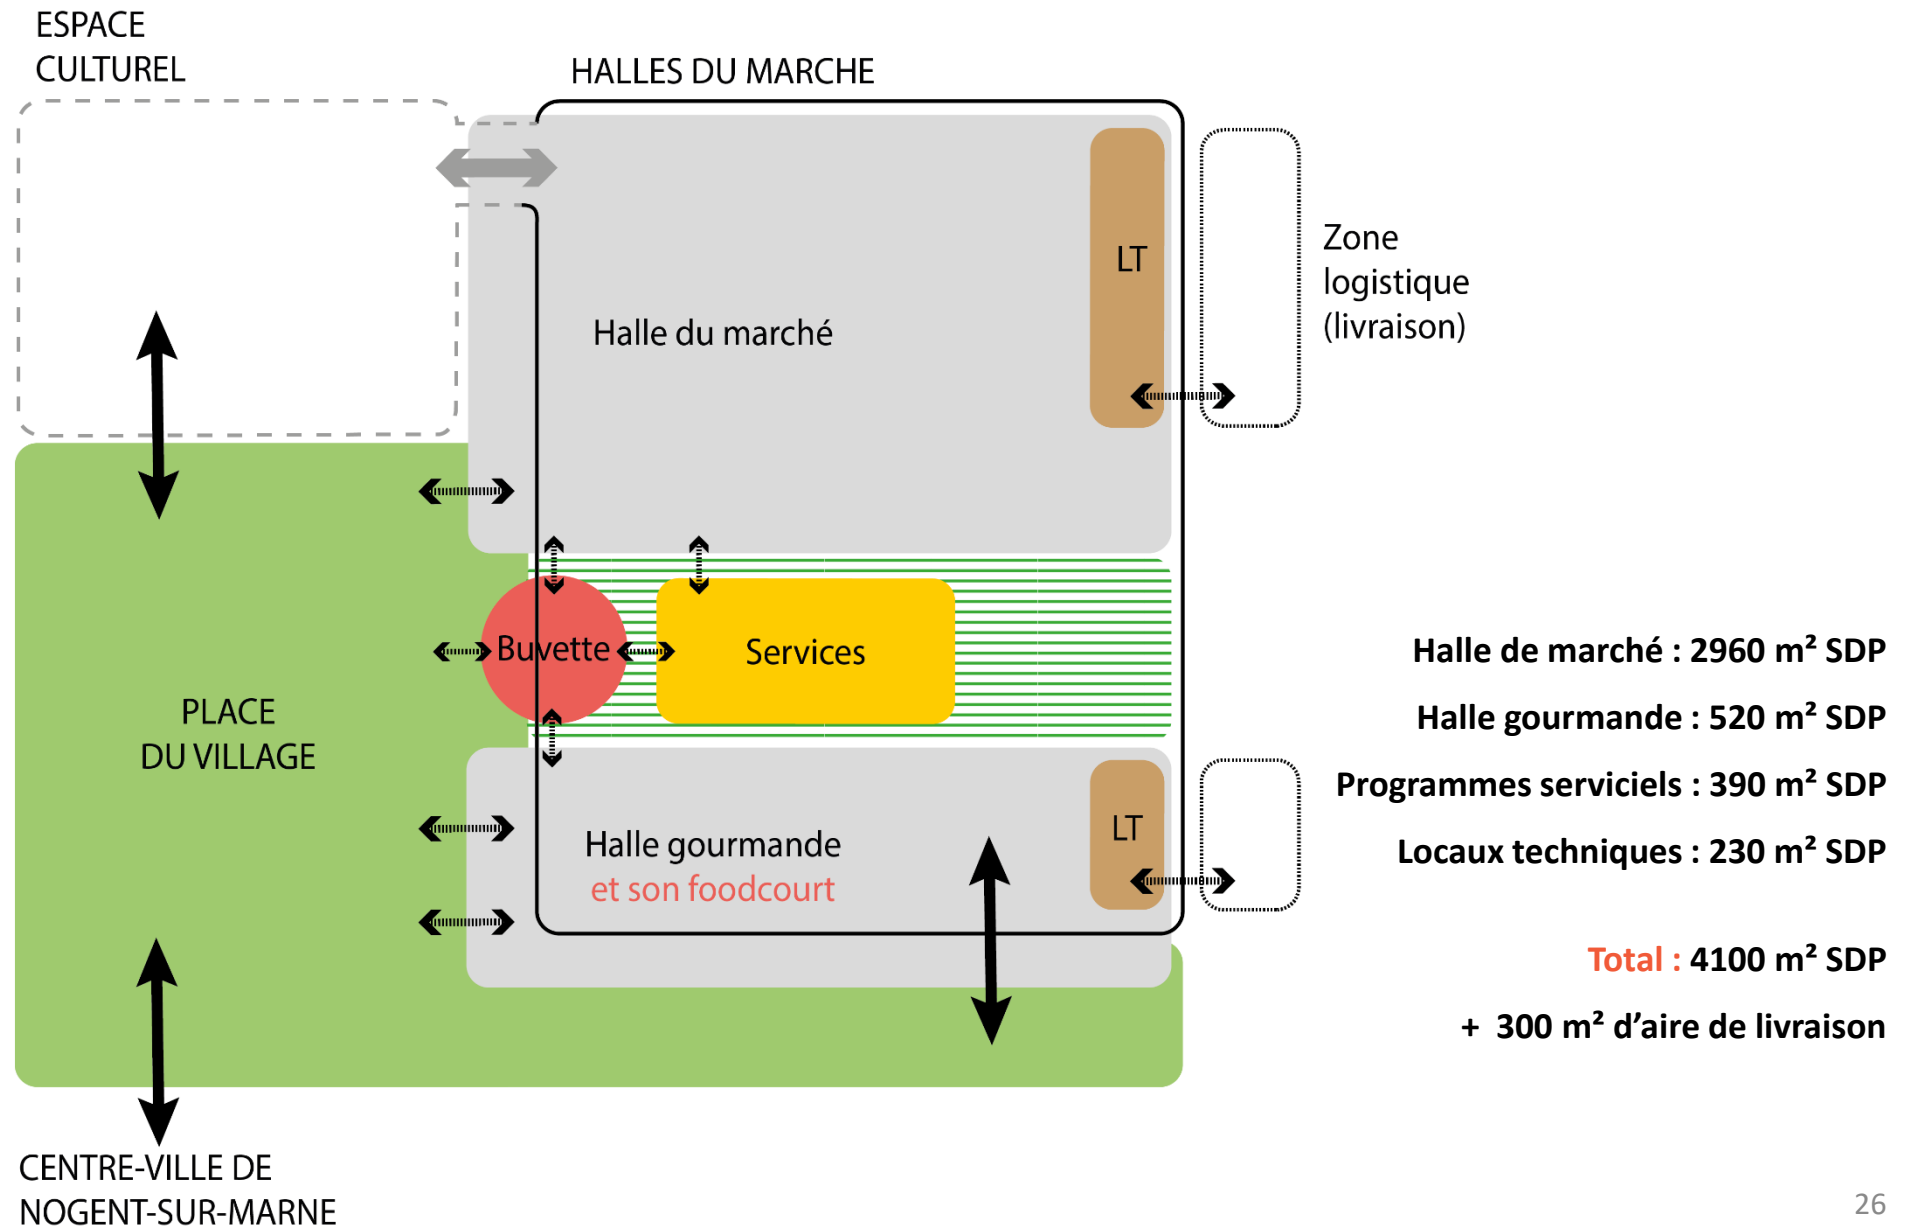 ESPACE
CULTUREL
HALLES DU MARCHE
LT
Zone
logistique
(livraison)
Halle du marché
Buvette
Services
PLACE
DU VILLAGE
Halle gourmande
et son foodcourt
LT
Halle de marché : 2960 m² SDP
Halle gourmande : 520 m² SDP
Programmes serviciels : 390 m² SDP
Locaux techniques : 230 m² SDP
Total : 4100 m² SDP
+ 300 m² d’aire de livraison
CENTRE-VILLE DE
NOGENT-SUR-MARNE
26